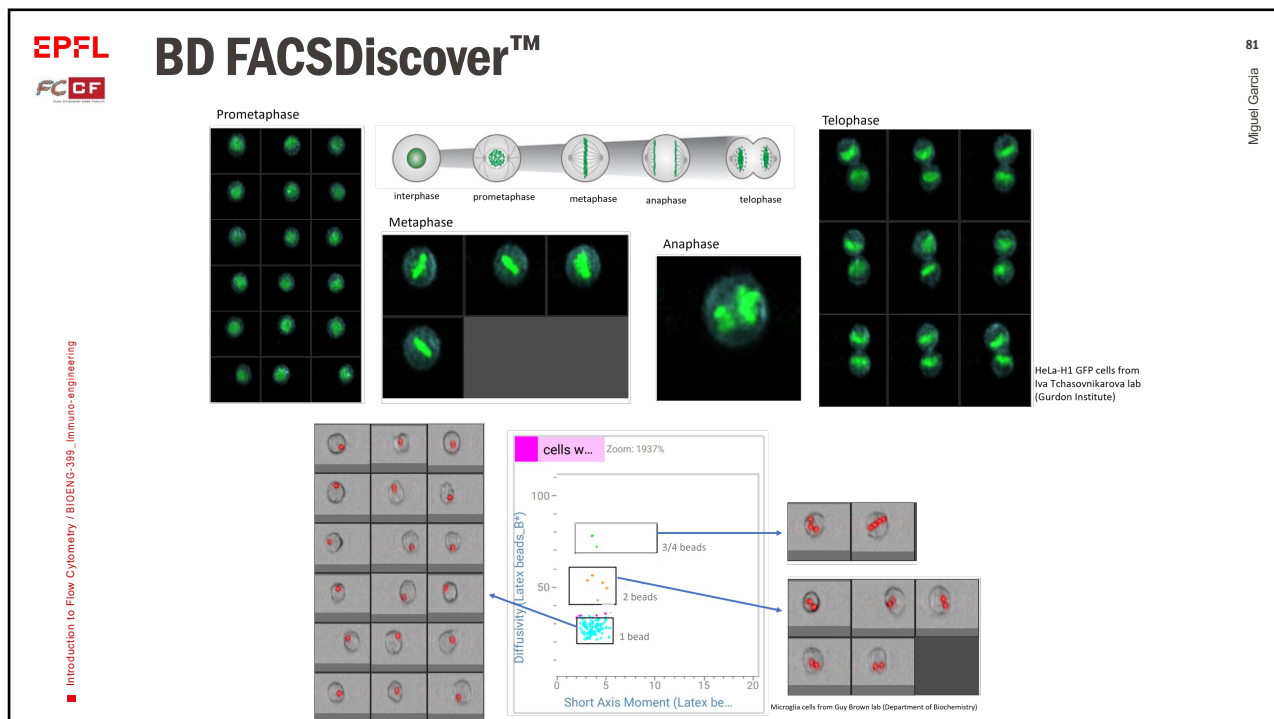 EPFL
FCCF
BD FACSDiscover™
81
Miguel Garcia
Prometaphase
interphase
prometaphase
metaphase
anaphase
telophase
Metaphase
Anaphase
Telophase
HeLa-H1 GFP cells from
Iva Tchasovnikarova lab
(Gurdon Institute)
cells w...
Zoom: 1937%
Diffusivity (Latex beads_B*)
100
50
3/4 beads
2 beads
1 bead
0
5
10
15
20
Short Axis Moment (Latex be...
Microglia cells from Guy Brown lab (Department of Biochemistry)
Introduction to Flow Cytometry / BIOENG-399_Immuno-engineering